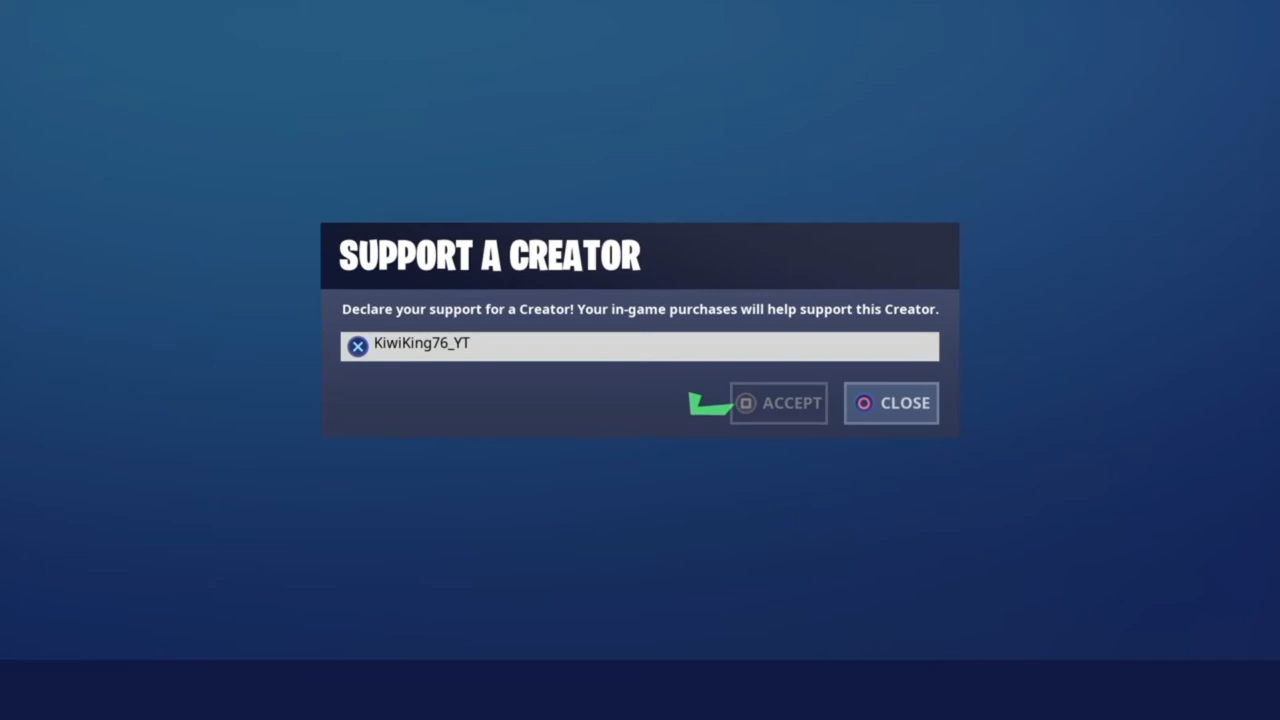 SUPPORT A CREATOR
Declare your support for a Creator! Your in-game purchases will help support this Creator.
KiwiKing76_YT
ACCEPT
CLOSE